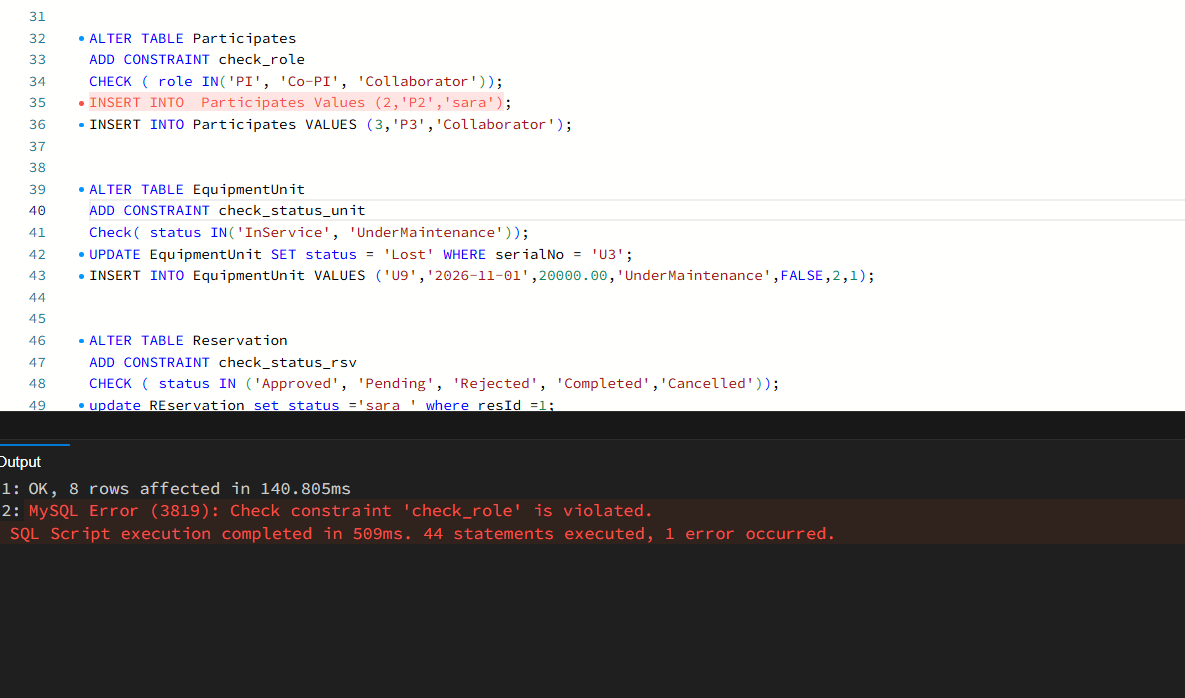 31
32 ALTER TABLE Participates
33 ADD CONSTRAINT check_role
34 CHECK ( role IN('PI', 'Co-PI', 'Collaborator'));
35 INSERT INTO  Participates Values (2,'P2','sara');
36 INSERT INTO Participates VALUES (3,'P3','Collaborator');
37
38
39 ALTER TABLE EquipmentUnit
40 ADD CONSTRAINT check_status_unit
41 Check( status IN('InService', 'UnderMaintenance'));
42 UPDATE EquipmentUnit SET status = 'Lost' WHERE serialNo = 'U3';
43 INSERT INTO EquipmentUnit VALUES ('U9','2026-11-01',20000.00,'UnderMaintenance',FALSE,2,1);
44
45
46 ALTER TABLE Reservation
47 ADD CONSTRAINT check_status_rsv
48 CHECK ( status IN ('Approved', 'Pending', 'Rejected', 'Completed','Cancelled'));
49 update REservation set status ='sara ' where resId =1;
Output
1: OK, 8 rows affected in 140.805ms
2: MySQL Error (3819): Check constraint 'check_role' is violated.
SQL Script execution completed in 509ms. 44 statements executed, 1 error occurred.